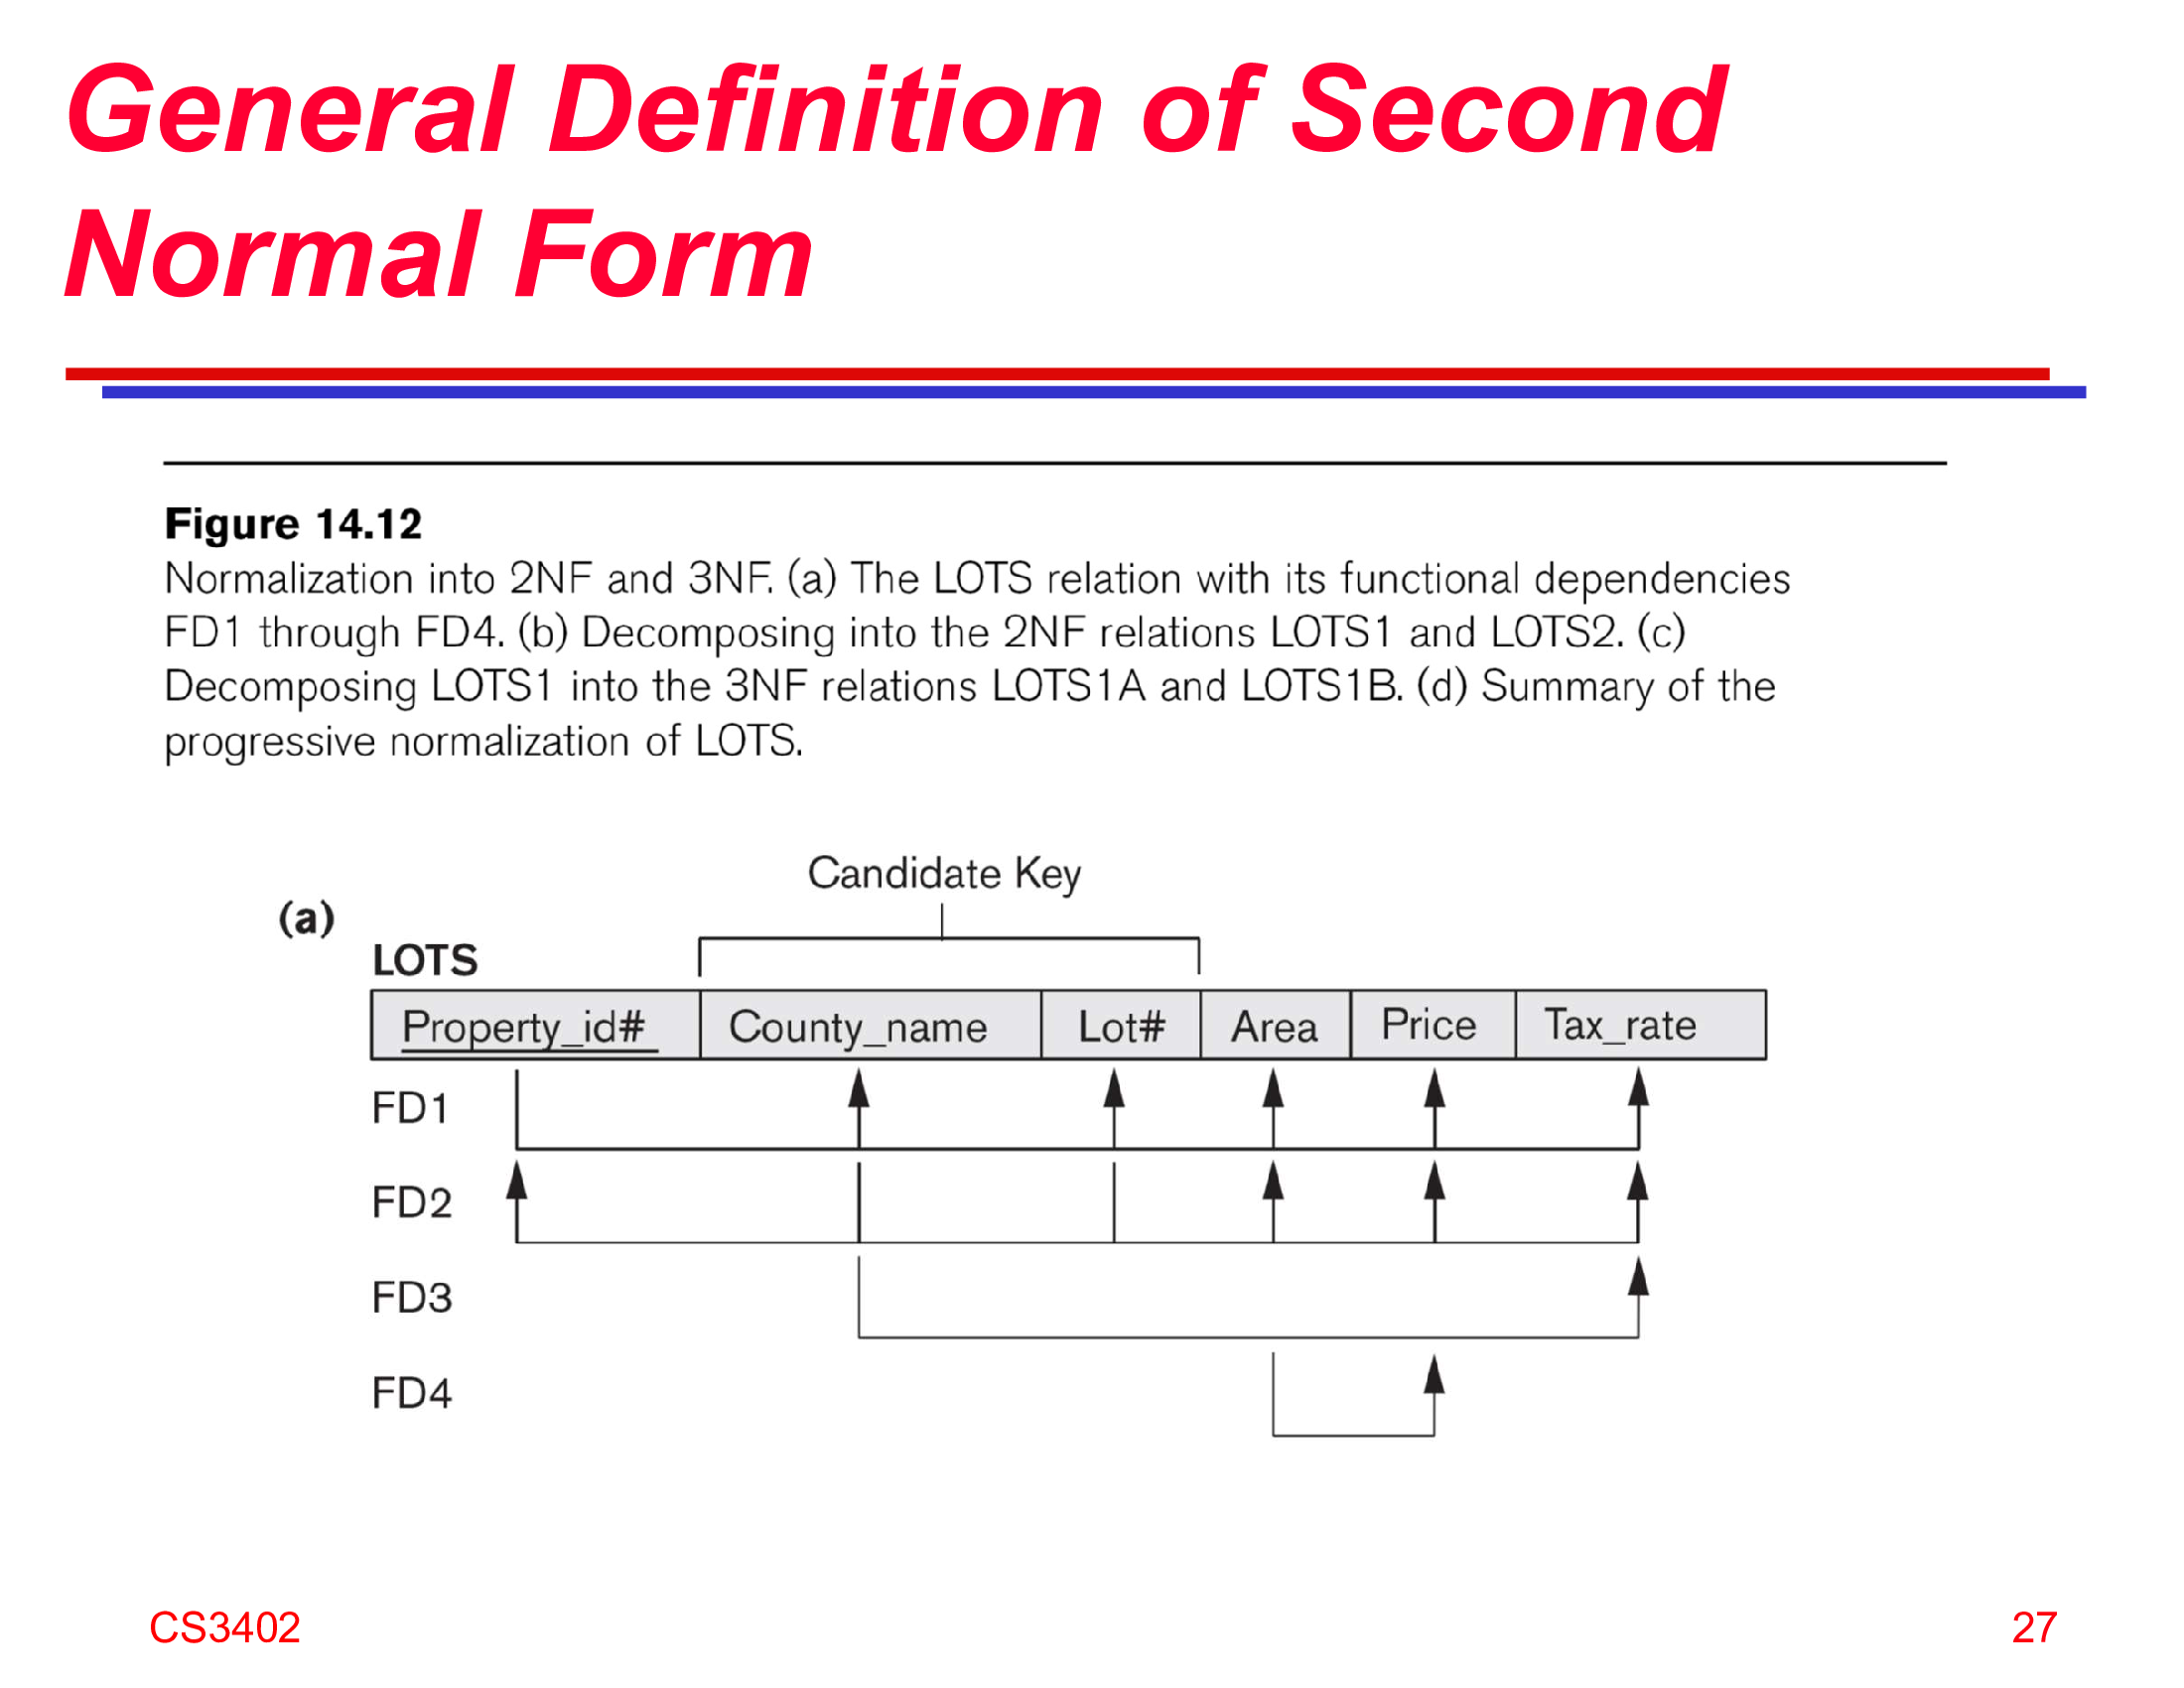 General Definition of Second
Normal Form
Figure 14.12
Normalization into 2NF and 3NF. (a) The LOTS relation with its functional dependencies
FD1 through FD4. (b) Decomposing into the 2NF relations LOTS1 and LOTS2. (c)
Decomposing LOTS1 into the 3NF relations LOTS1A and LOTS1B. (d) Summary of the
progressive normalization of LOTS.
Candidate Key
(a)
LOTS
Property_id# County_name Lot# Area Price Tax_rate
FD1
FD2
FD3
FD4
CS3402 27